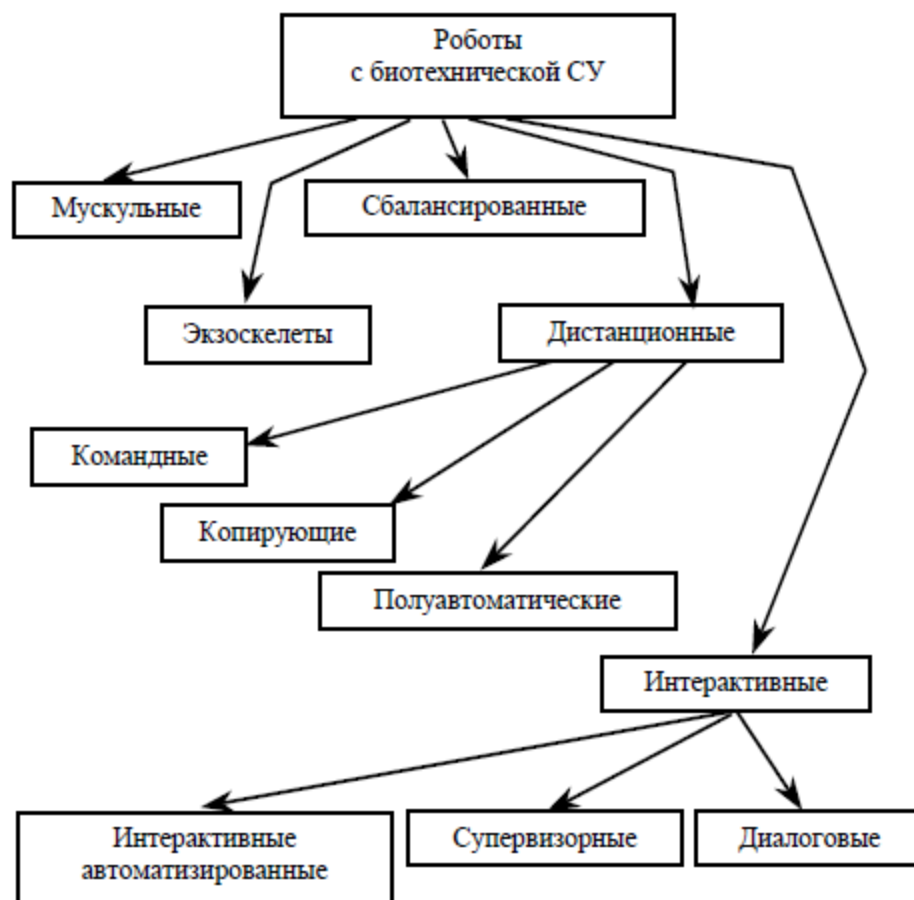 Роботы
с биотехнической СУ
Мускульные
Сбалансированные
Экзоскелеты
Дистанционные
Командные
Копирующие
Полуавтоматические
Интерактивные
Интерактивные
автоматизированные
Супервизорные
Диалоговые